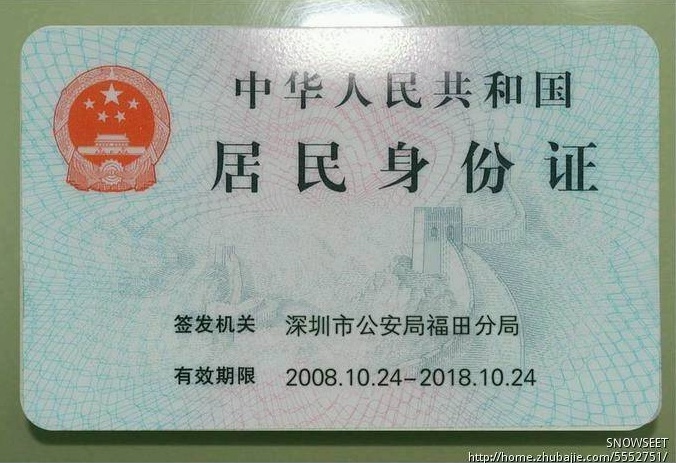 中华人民共和国
居民身份证
签发机关 深圳市公安局福田分局
有效期限 2008.10.24-2018.10.24
SNOWSEET
http://home.zhubajie.com/5552751/